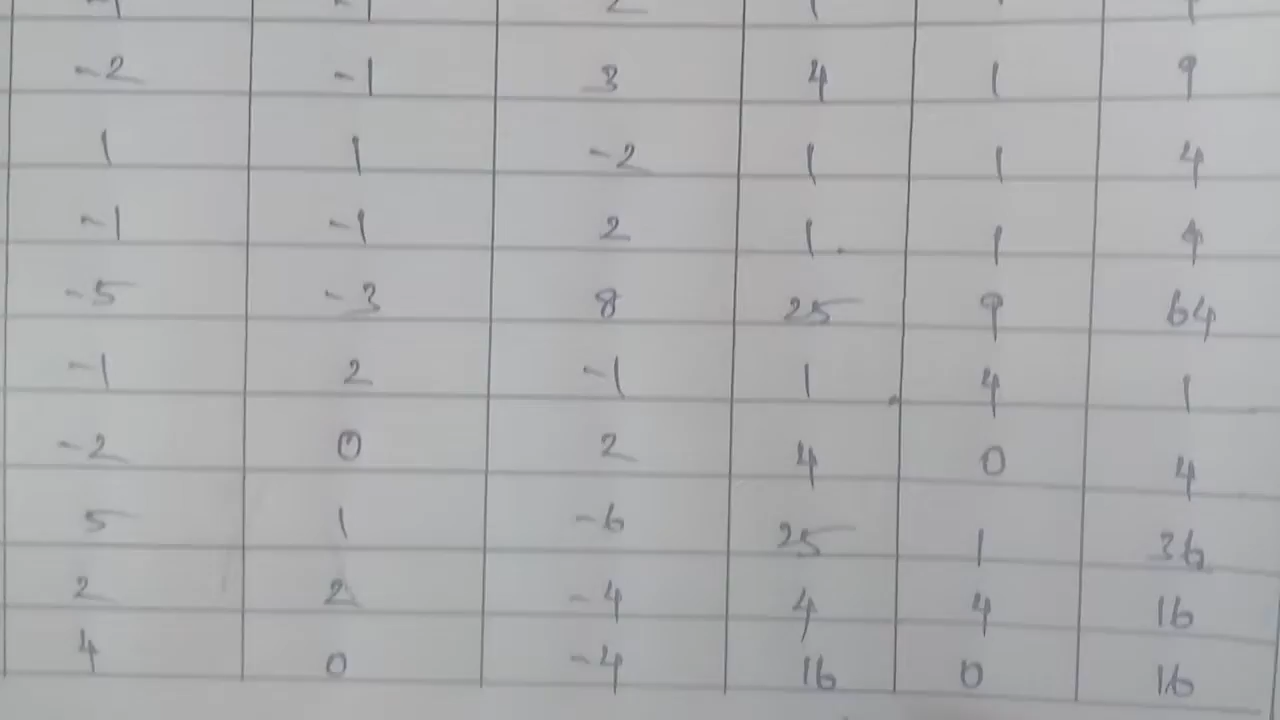 -2 -1 3 4 1 9
1 1 -2 1 1 4
-1 -1 2 1 1 4
-5 -3 8 25 9 64
-1 2 -1 1 4 1
-2 0 2 4 0 4
5 1 -6 25 1 36
2 2 -4 4 4 16
4 0 -4 16 0 16